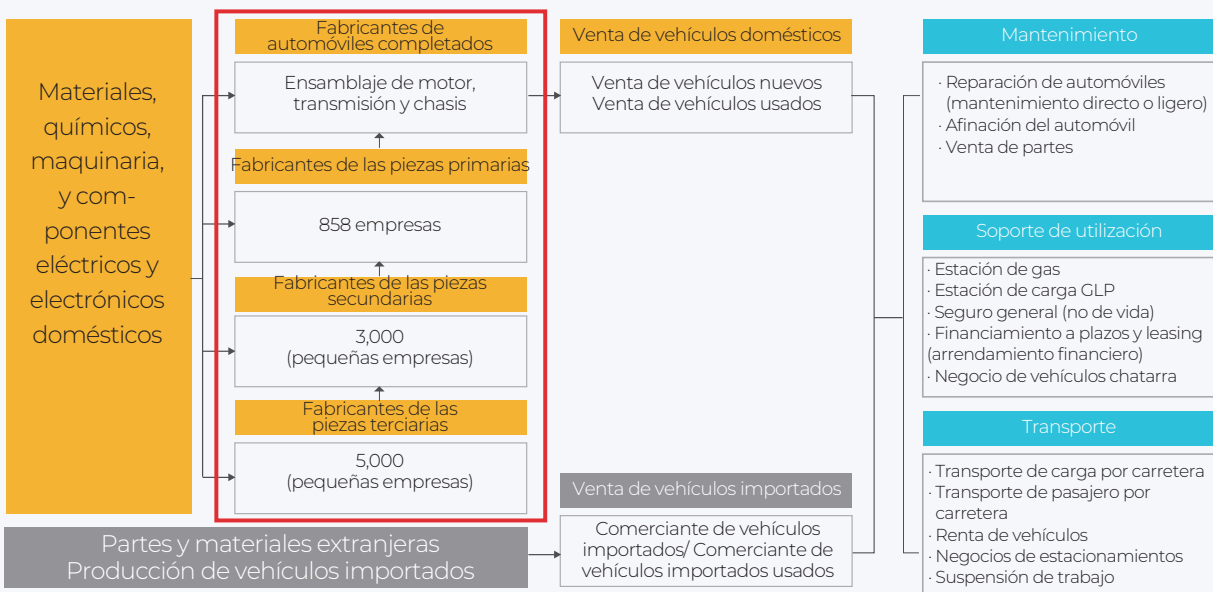 Materiales,
químicos,
maquinaria,
y com-
ponentes
eléctricos y
electrónicos
domésticos
Fabricantes de
automóviles completados
Ensamblaje de motor,
transmisión y chasis
Fabricantes de las piezas primarias
858 empresas
Fabricantes de las piezas
secundarias
3,000
(pequeñas empresas)
Fabricantes de las
piezas terciarias
5,000
(pequeñas empresas)
Partes y materiales extranjeras
Producción de vehículos importados
Venta de vehículos domésticos
Venta de vehículos nuevos
Venta de vehículos usados
Venta de vehículos importados
Comerciante de vehículos
importados/ Comerciante de
vehículos importados usados
Mantenimiento
· Reparación de automóviles
(mantenimiento directo o ligero)
· Afinación del automóvil
· Venta de partes
Soporte de utilización
· Estación de gas
· Estación de carga GLP
· Seguro general (no de vida)
· Financiamiento a plazos y leasing
(arrendamiento financiero)
· Negocio de vehículos chatarra
Transporte
· Transporte de carga por carretera
· Transporte de pasajero por
carretera
· Renta de vehículos
· Negocios de estacionamientos
· Suspensión de trabajo